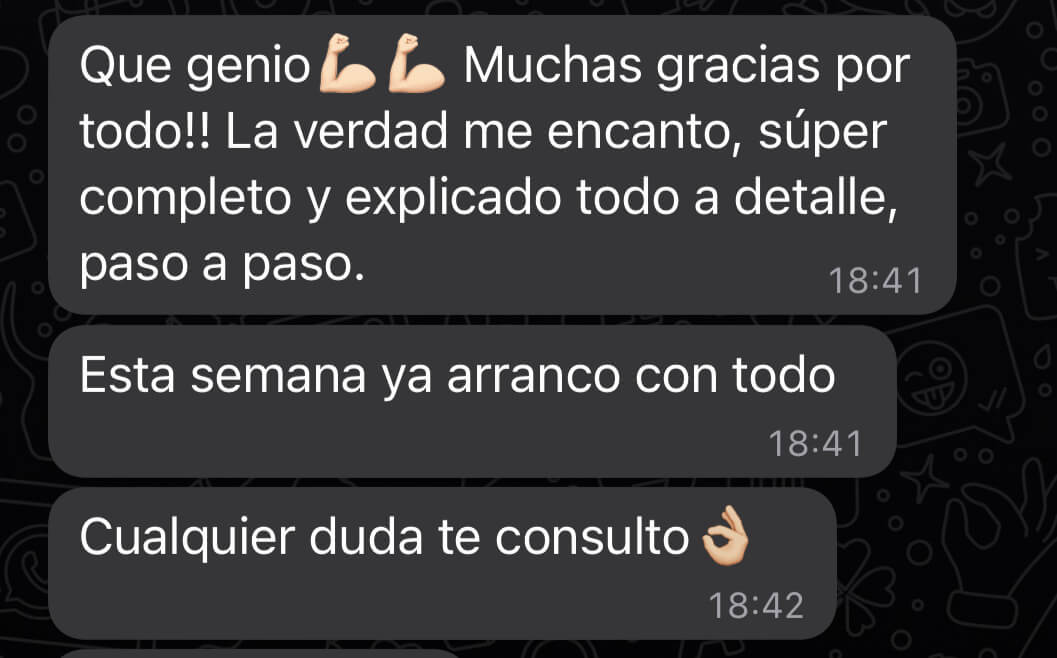 Que genio💪🏻💪🏻 Muchas gracias por
todo!! La verdad me encanto, súper
completo y explicado todo a detalle,
paso a paso.
18:41
Esta semana ya arranco con todo
18:41
Cualquier duda te consulto👌🏼
18:42